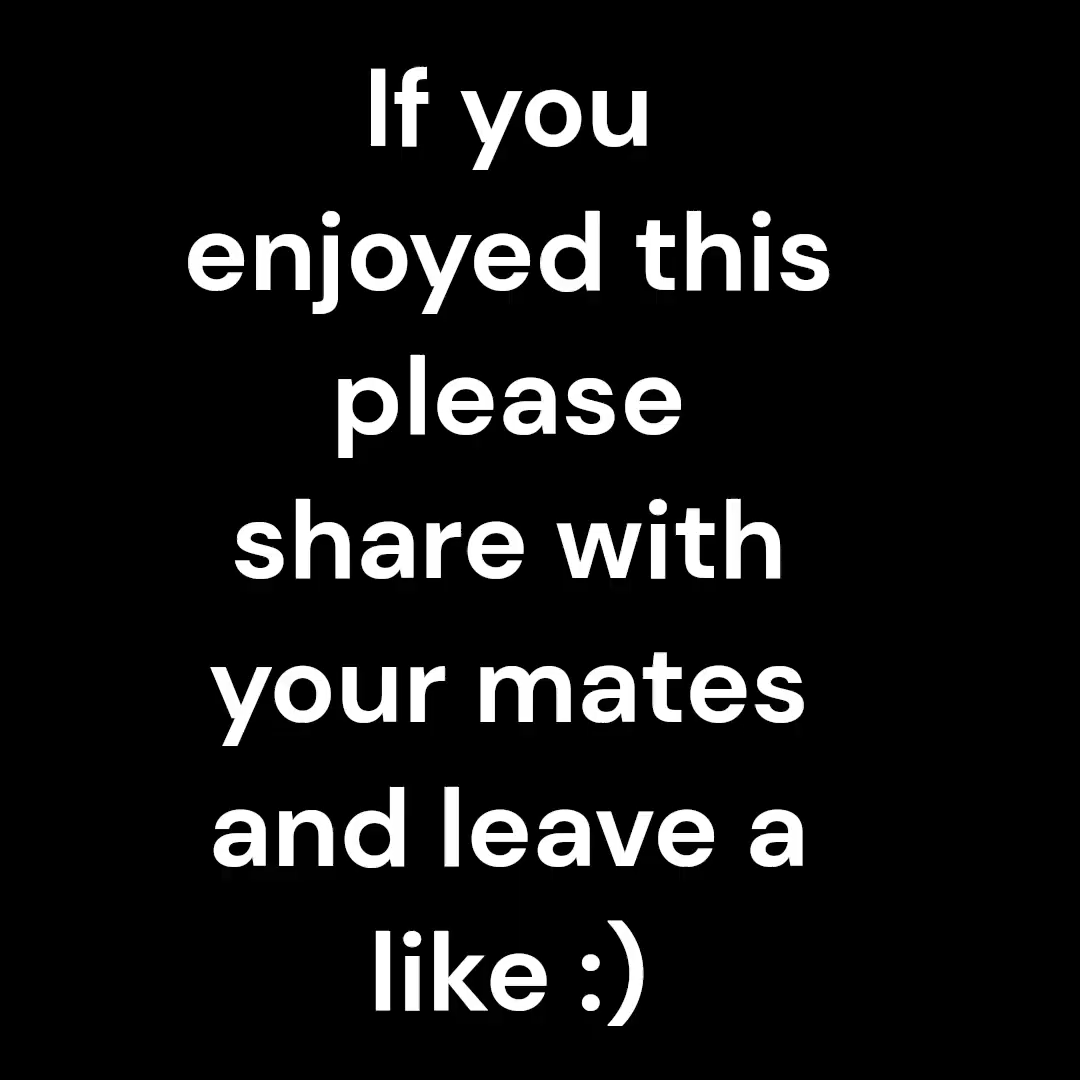 If you
enjoyed this
please
share with
your mates
and leave a
like :)